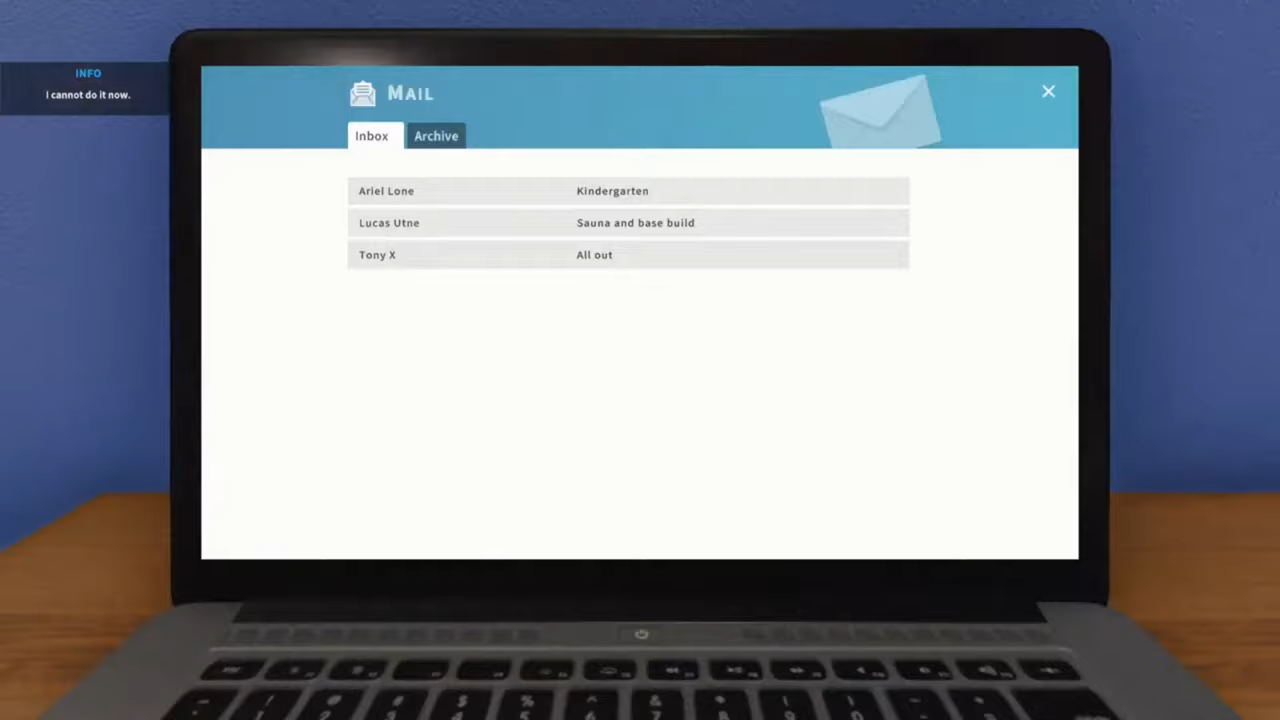 INFO
I cannot do it now.
MAIL
Inbox
Archive
Ariel Lone Kindergarten
Lucas Utne Sauna and base build
Tony X All out